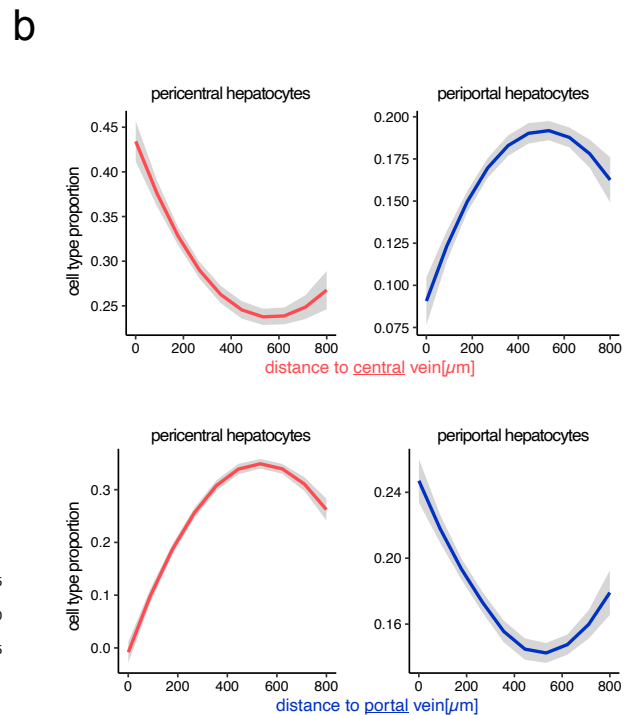 b
pericentral hepatocytes
periportal hepatocytes
cell type proportion
0.45
0.40
0.35
0.30
0.25
0.200
0.175
0.150
0.125
0.100
0.075
0 200 400 600 800
0 200 400 600 800
distance to central vein[µm]
pericentral hepatocytes
periportal hepatocytes
cell type proportion
0.3
0.2
0.1
0.0
0.24
0.20
0.16
0 200 400 600 800
0 200 400 600 800
distance to portal vein[µm]
5
0
5